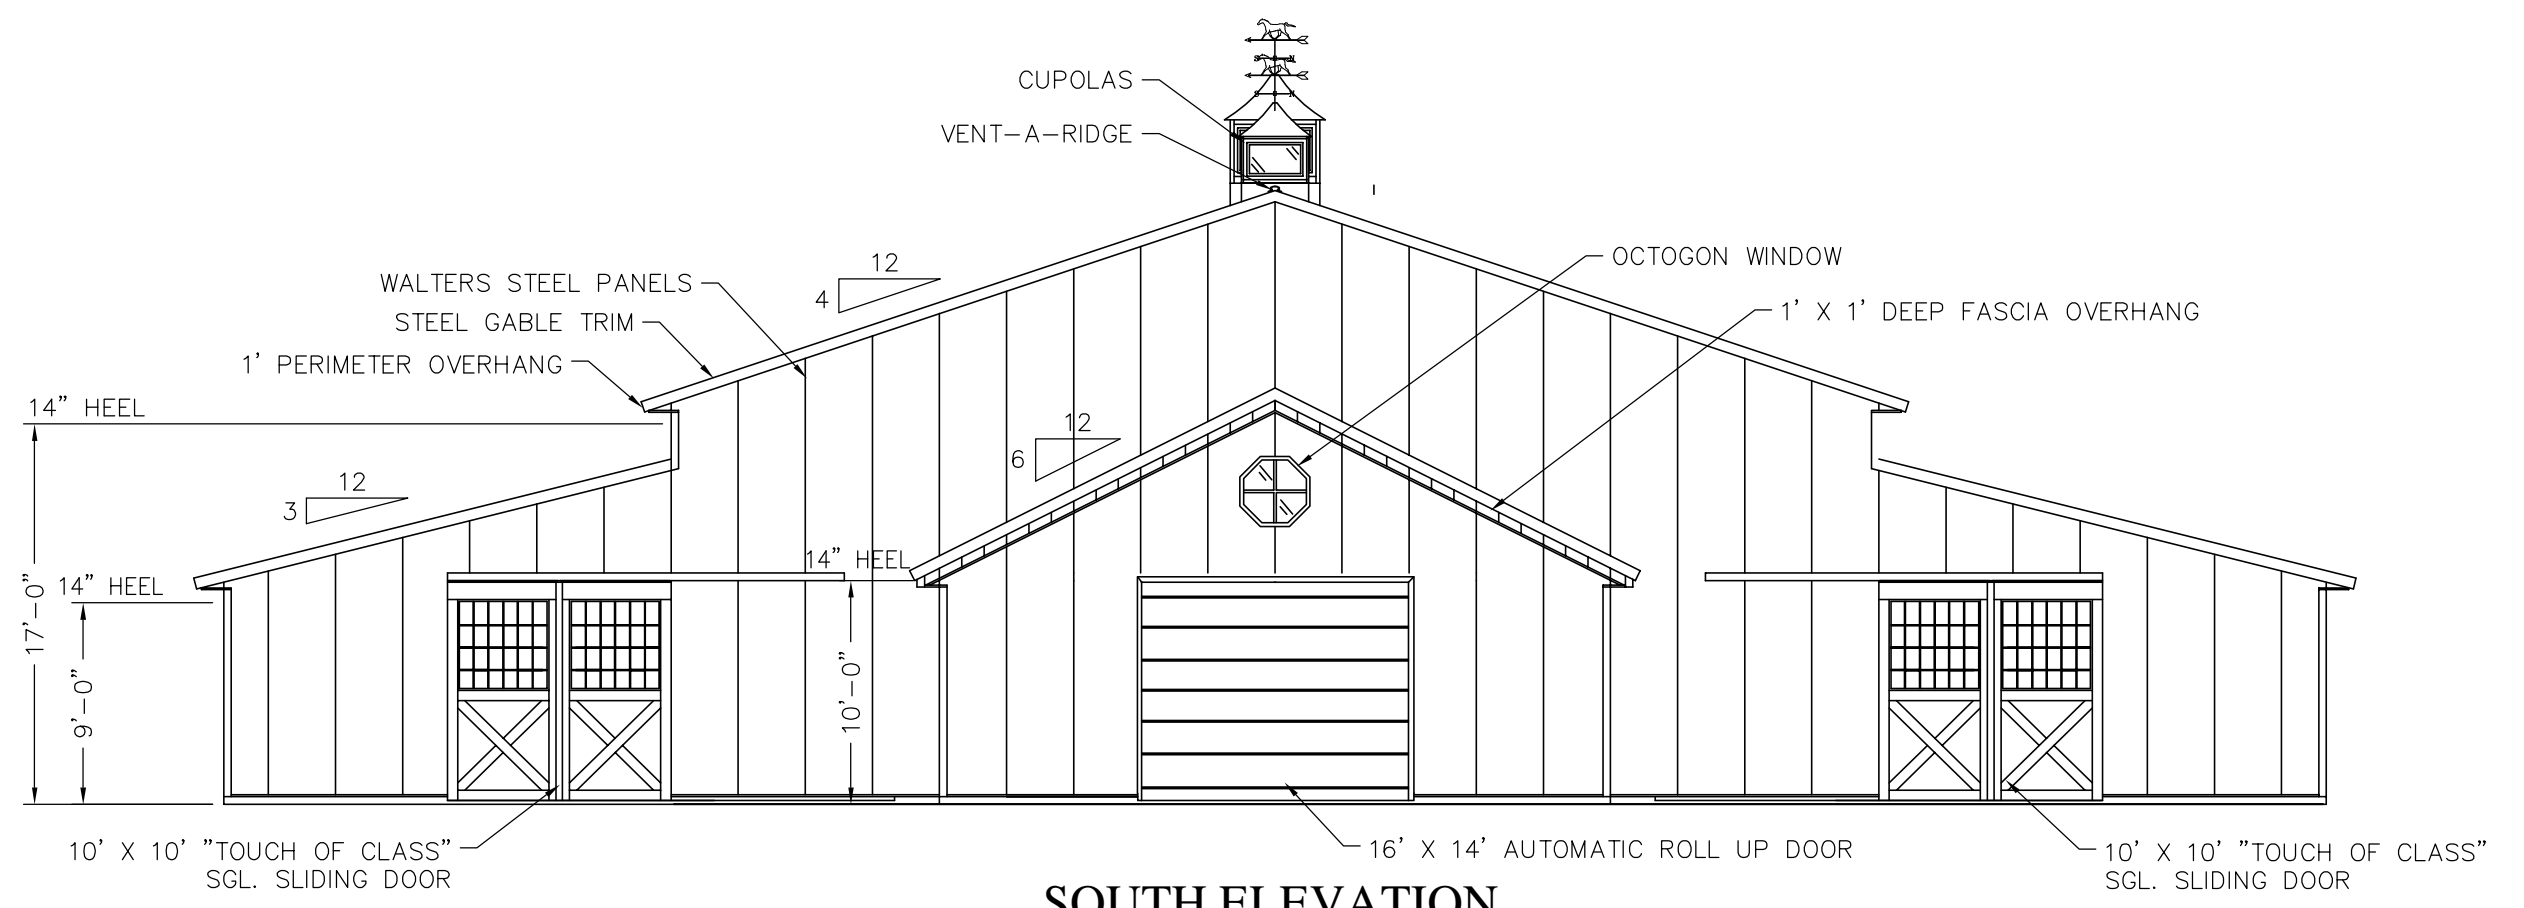 CUPOLAS
VENT-A-RIDGE
OCTOGON WINDOW
12
4
WALTERS STEEL PANELS
STEEL GABLE TRIM
1' X 1' DEEP FASCIA OVERHANG
1' PERIMETER OVERHANG
14" HEEL
12
6
12
3
14" HEEL
14" HEEL
17'-0"
9'-0"
10'-0"
10' X 10' "TOUCH OF CLASS"
SGL. SLIDING DOOR
16' X 14' AUTOMATIC ROLL UP DOOR
10' X 10' "TOUCH OF CLASS"
SGL. SLIDING DOOR
SOUTH ELEVATION